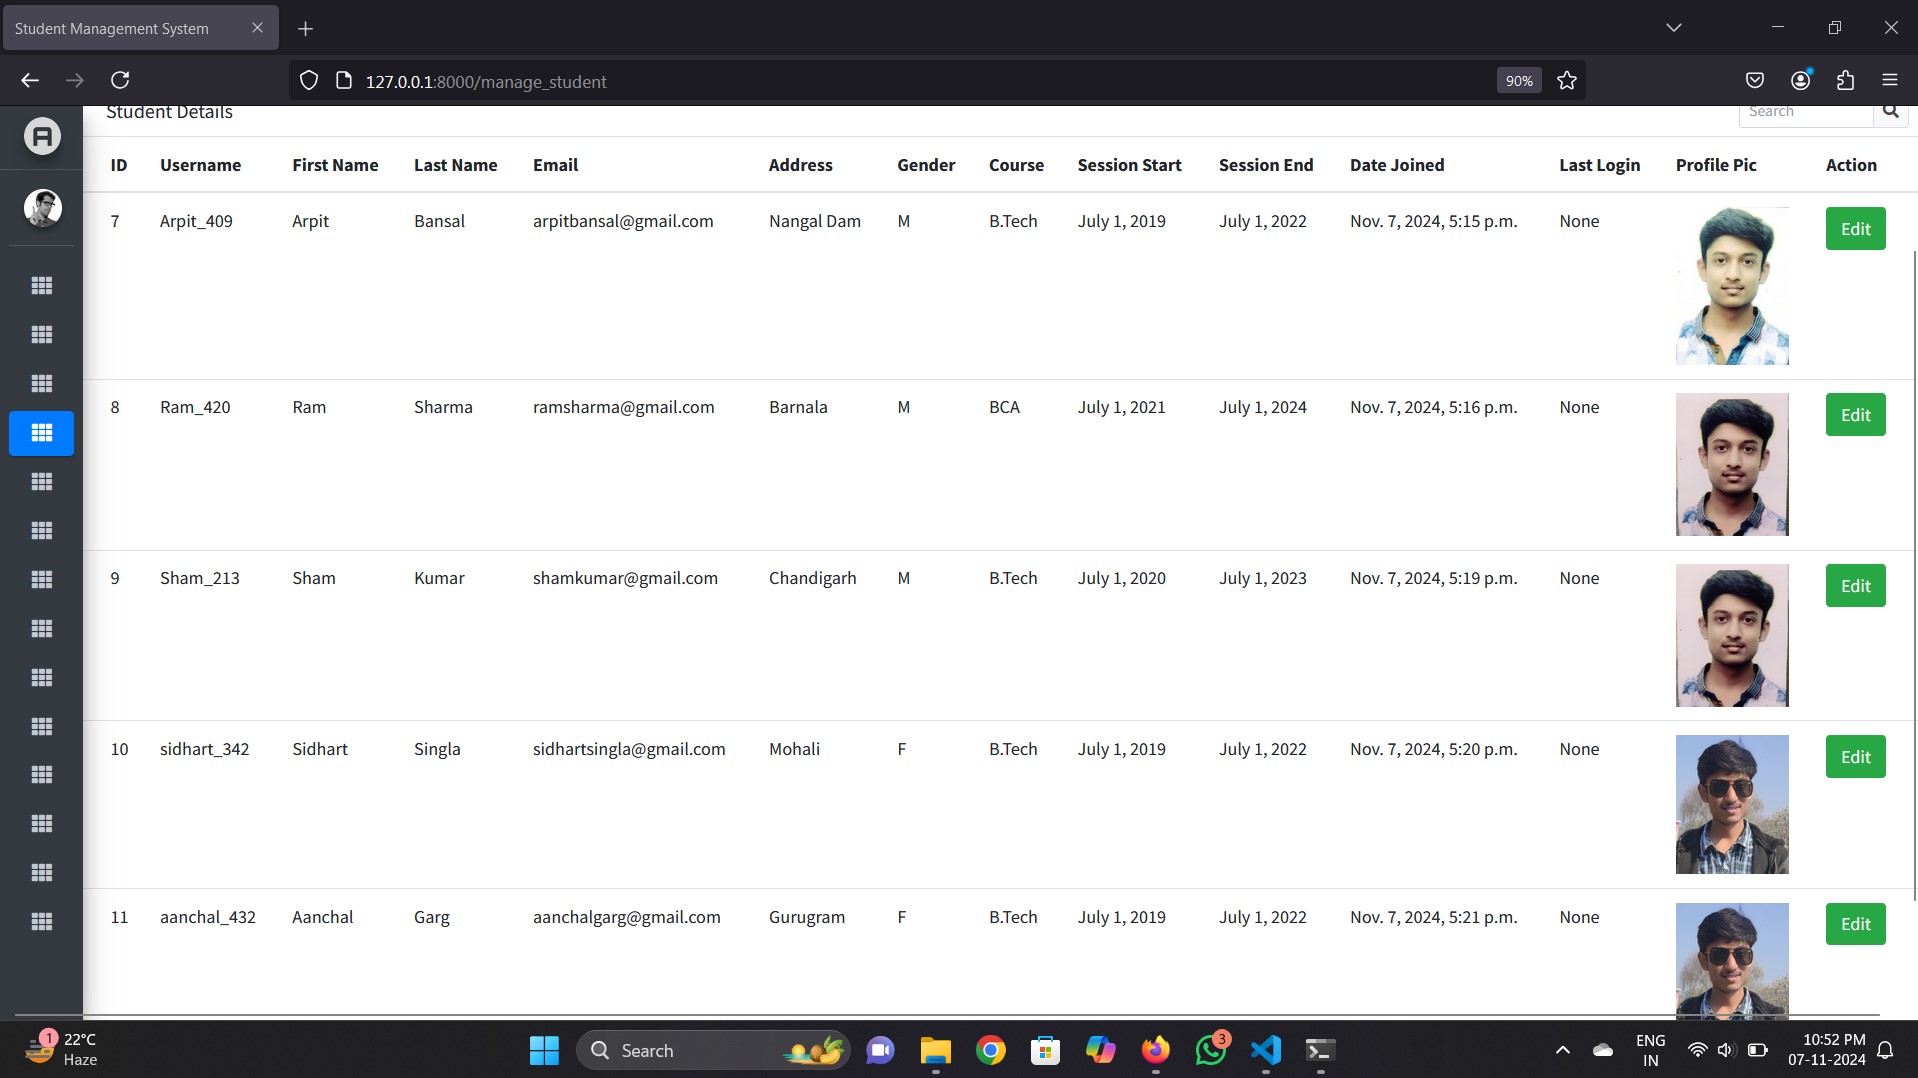 Student Management System
127.0.0.1:8000/manage_student
90%
Student Details
Search
ID Username First Name Last Name Email Address Gender Course Session Start Session End Date Joined Last Login Profile Pic Action
7 Arpit_409 Arpit Bansal arpitbansal@gmail.com Nangal Dam M B.Tech July 1, 2019 July 1, 2022 Nov. 7, 2024, 5:15 p.m. None Edit
8 Ram_420 Ram Sharma ramsharma@gmail.com Barnala M BCA July 1, 2021 July 1, 2024 Nov. 7, 2024, 5:16 p.m. None Edit
9 Sham_213 Sham Kumar shamkumar@gmail.com Chandigarh M B.Tech July 1, 2020 July 1, 2023 Nov. 7, 2024, 5:19 p.m. None Edit
10 sidhart_342 Sidhart Singla sidhartsingla@gmail.com Mohali F B.Tech July 1, 2019 July 1, 2022 Nov. 7, 2024, 5:20 p.m. None Edit
11 aanchal_432 Aanchal Garg aanchalgarg@gmail.com Gurugram F B.Tech July 1, 2019 July 1, 2022 Nov. 7, 2024, 5:21 p.m. None Edit
1 22°C
Haze
Search
3
ENG
IN
10:52 PM
07-11-2024